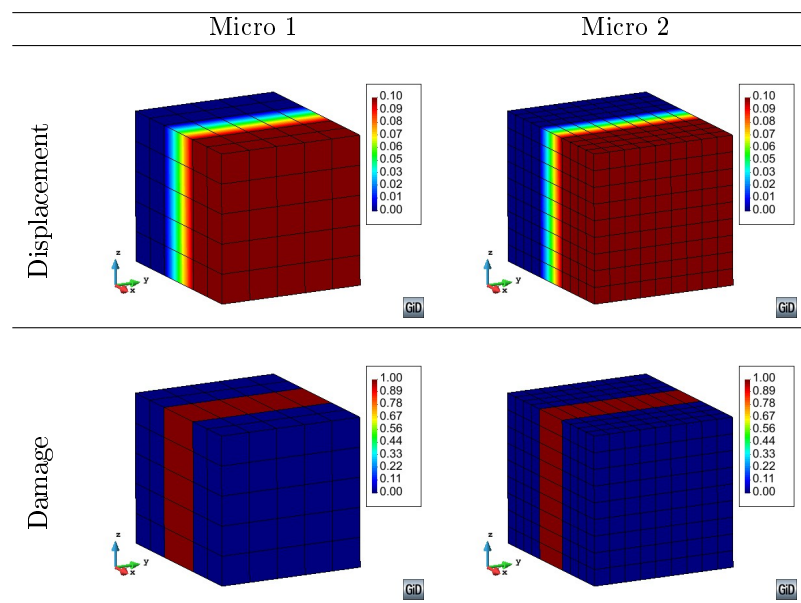 Micro 1
Micro 2
Displacement
0.10
0.09
0.08
0.07
0.06
0.05
0.03
0.02
0.01
0.00
z
y
x
GiD
0.10
0.09
0.08
0.07
0.06
0.05
0.03
0.02
0.01
0.00
z
y
x
GiD
Damage
1.00
0.89
0.78
0.67
0.56
0.44
0.33
0.22
0.11
0.00
z
y
x
GiD
1.00
0.89
0.78
0.67
0.56
0.44
0.33
0.22
0.11
0.00
z
y
x
GiD